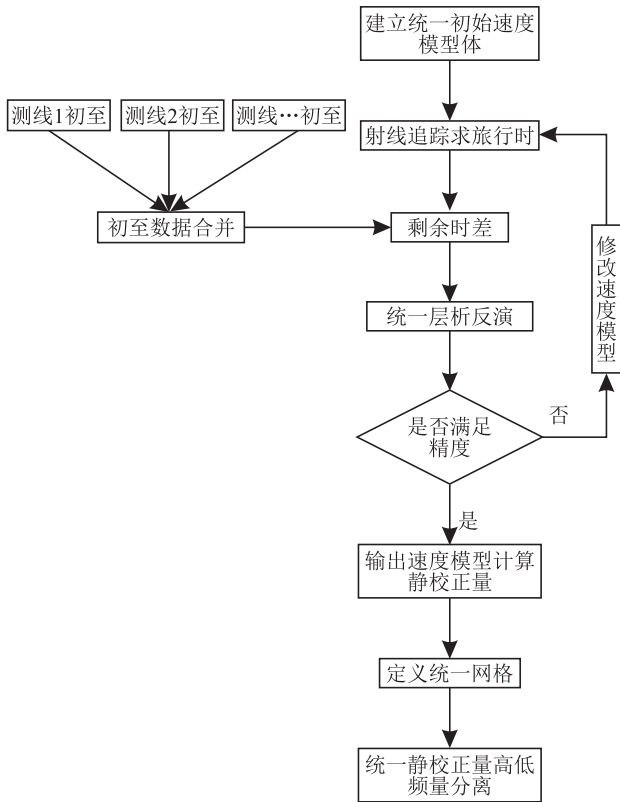 建立统一初始速度
模型体
测线1初至
测线2初至
测线…初至
射线追踪求旅行时
初至数据合并
剩余时差
修改速度模型
统一层析反演
是否满足
精度
否
是
输出速度模型计算
静校正量
定义统一网格
统一静校正量高低
频量分离